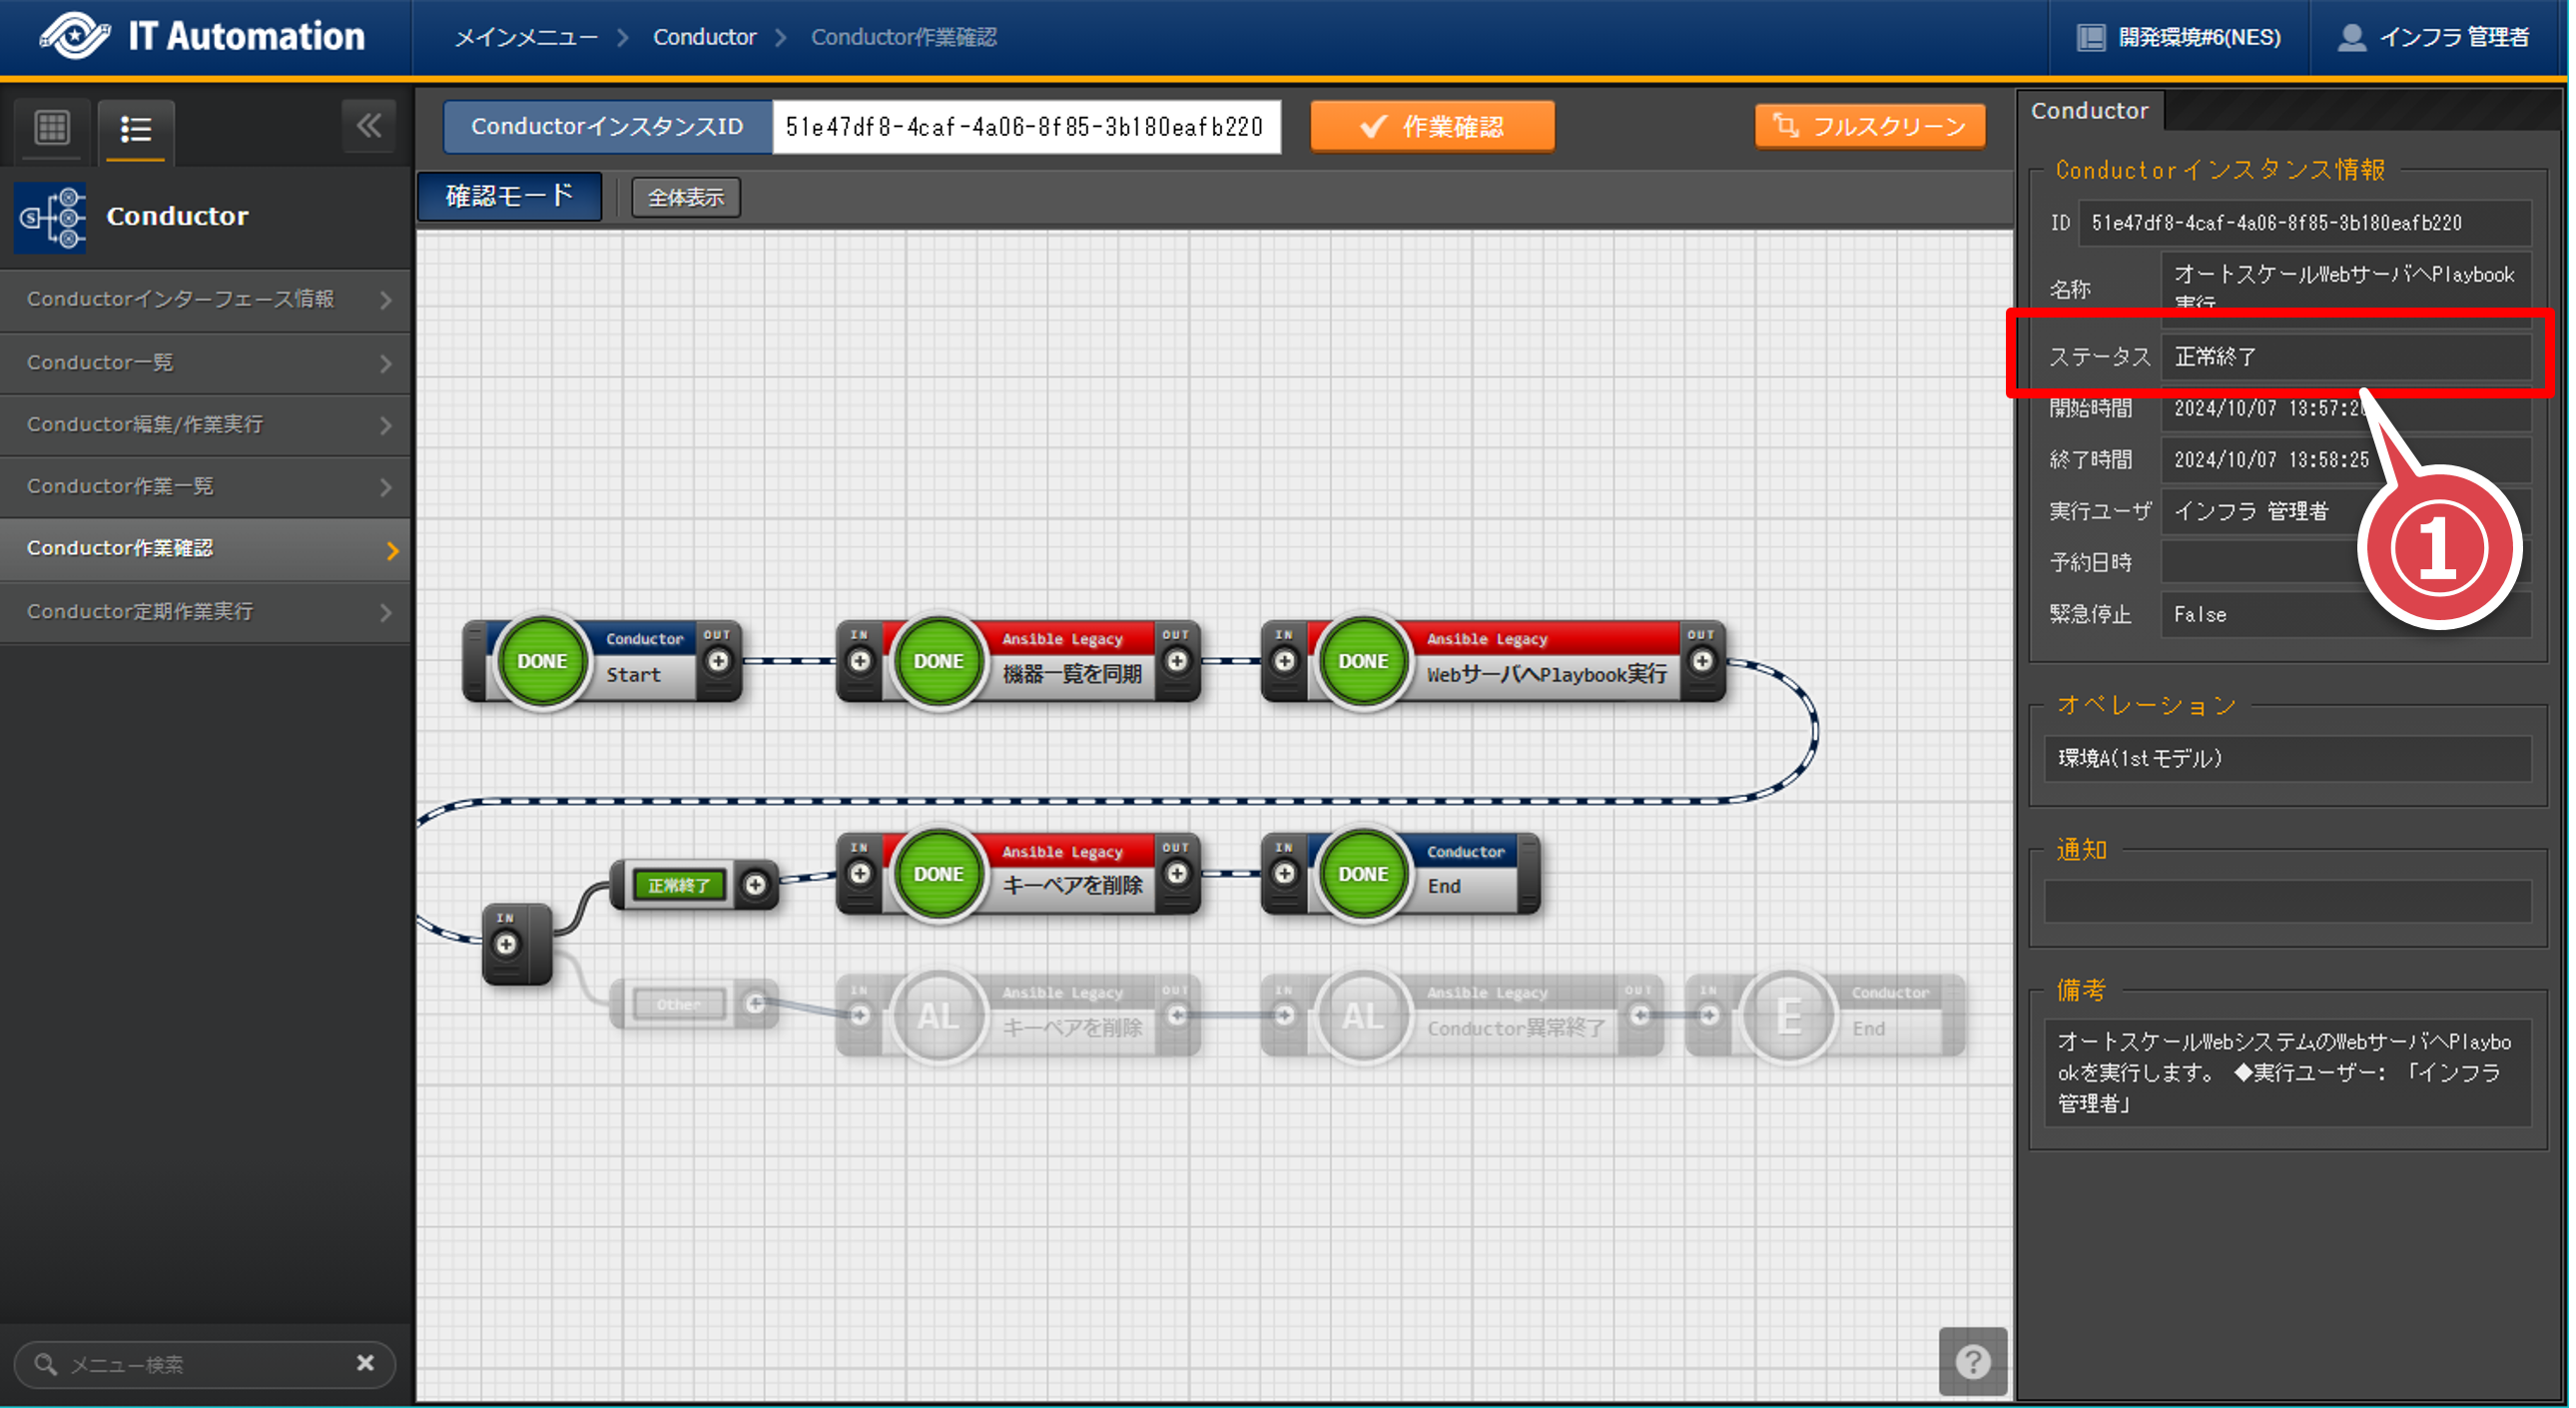 IT Automation
メインメニュー > Conductor > Conductor作業確認
開発環境#6(NES)
インフラ 管理者
Conductor
Conductorインターフェース情報
Conductor一覧
Conductor編集/作業実行
Conductor作業一覧
Conductor作業確認
Conductor定期作業実行
メニュー検索
ConductorインスタンスID
51e47df8-4caf-4a06-8f85-3b180eafb220
作業確認
フルスクリーン
確認モード
全体表示
DONE
Conductor
Start
OUT
IN
DONE
Ansible Legacy
機器一覧を同期
OUT
IN
DONE
Ansible Legacy
WebサーバへPlaybook実行
OUT
IN
正常終了
IN
DONE
Ansible Legacy
キーペアを削除
OUT
IN
DONE
Conductor
End
Other
IN
AL
Ansible Legacy
キーペアを削除
OUT
IN
AL
Ansible Legacy
Conductor異常終了
OUT
IN
E
Conductor
End
?
Conductor
Conductorインスタンス情報
ID
51e47df8-4caf-4a06-8f85-3b180eafb220
名称
オートスケールWebサーバへPlaybook
実行
ステータス
正常終了
開始時間
2024/10/07 13:57:2
終了時間
2024/10/07 13:58:25
実行ユーザ
インフラ 管理者
予約日時
緊急停止
False
①
オペレーション
環境A(1stモデル)
通知
備考
オートスケールWebシステムのWebサーバへPlaybo
okを実行します。 ◆実行ユーザー: 「インフラ
管理者」